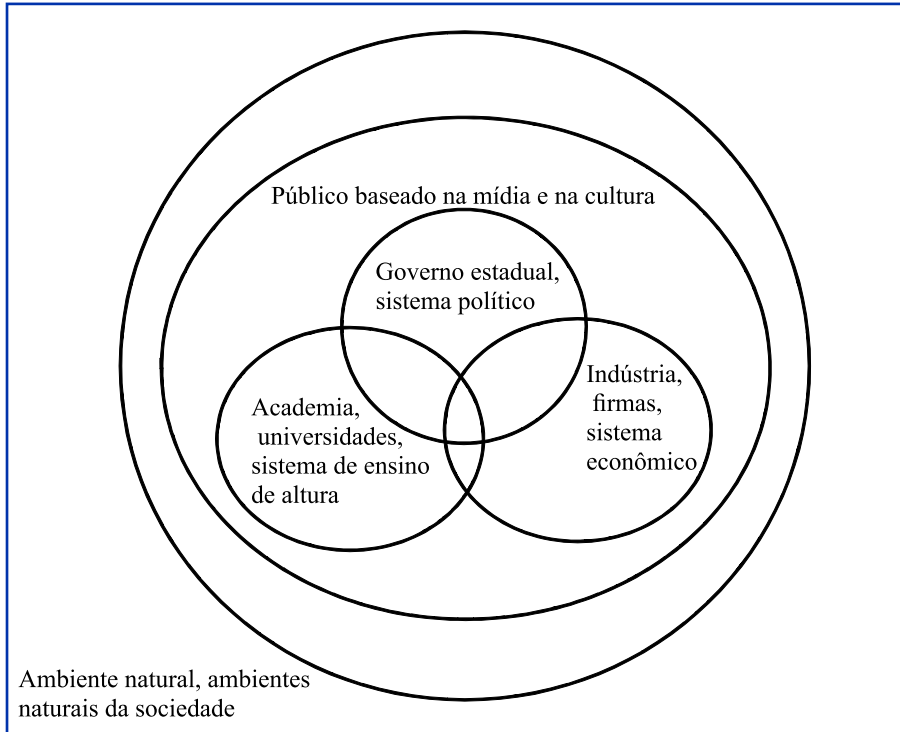 Público baseado na mídia e na cultura
Governo estadual,
sistema político
Indústria,
firmas,
sistema
econômico
Academia,
universidades,
sistema de ensino
de altura
Ambiente natural, ambientes
naturais da sociedade